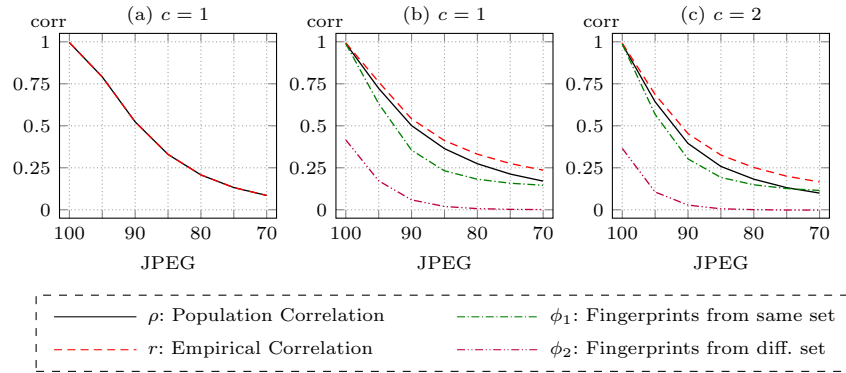 (a) c = 1
(b) c = 1
(c) c = 2
corr
corr
corr
1
0.75
0.5
0.25
0
100
90
80
70
JPEG
1
0.75
0.5
0.25
0
100
90
80
70
JPEG
1
0.75
0.5
0.25
0
100
90
80
70
JPEG
ρ: Population Correlation
ϕ₁: Fingerprints from same set
r: Empirical Correlation
ϕ₂: Fingerprints from diff. set